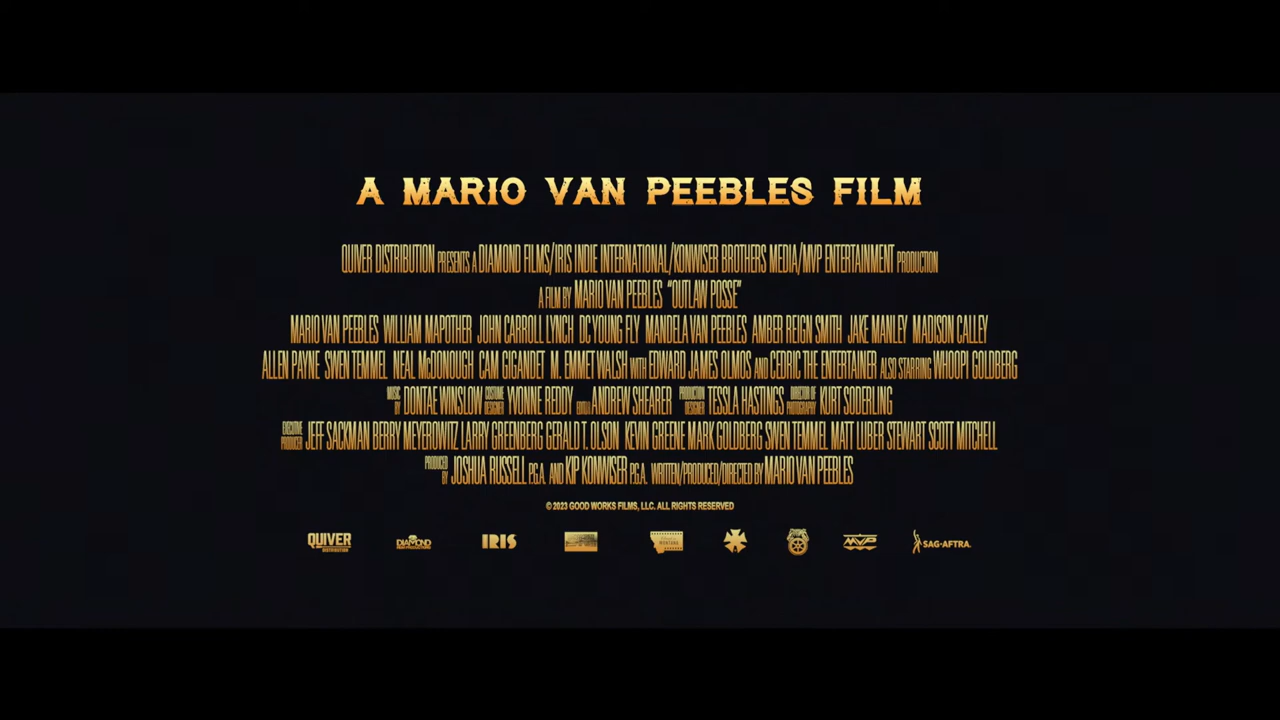 A MARIO VAN PEEBLES FILM
QUIVER DISTRIBUTION PRESENTS A DIAMOND FILMS/IRIS INDIE INTERNATIONAL/KONWISER BROTHERS MEDIA/MVP ENTERTAINMENT PRODUCTION
A FILM BY MARIO VAN PEEBLES "OUTLAW POSSE"
MARIO VAN PEEBLES WILLIAM MAPOTHER JOHN CARROLL LYNCH DC YOUNG FLY MANDELA VAN PEEBLES AMBER REIGN SMITH JAKE MANLEY MADISON CALLEY
ALLEN PAYNE SWEN TEMMEL NEAL McDONOUGH CAM GIGANDET M. EMMET WALSH WITH EDWARD JAMES OLMOS AND CEDRIC THE ENTERTAINER ALSO STARRING WHOOPI GOLDBERG
MUSIC BY DONTAE WINSLOW COSTUME DESIGNER YVONNE REDDY EDITOR ANDREW SHEARER PRODUCTION DESIGNER TESSLA HASTINGS DIRECTOR OF PHOTOGRAPHY KURT SODERLING
EXECUTIVE PRODUCER JEFF SACKMAN BERRY MEYEROWITZ LARRY GREENBERG GERALD T. OLSON KEVIN GREENE MARK GOLDBERG SWEN TEMMEL MATT LUBER STEWART SCOTT MITCHELL
PRODUCED BY JOSHUA RUSSELL P.G.A. AND KIP KONWISER P.G.A. WRITTEN/PRODUCED/DIRECTED BY MARIO VAN PEEBLES
© 2023 GOOD WORKS FILMS, LLC. ALL RIGHTS RESERVED
QUIVER DISTRIBUTION DIAMOND IRIS MONTANA MVP SAG-AFTRA.